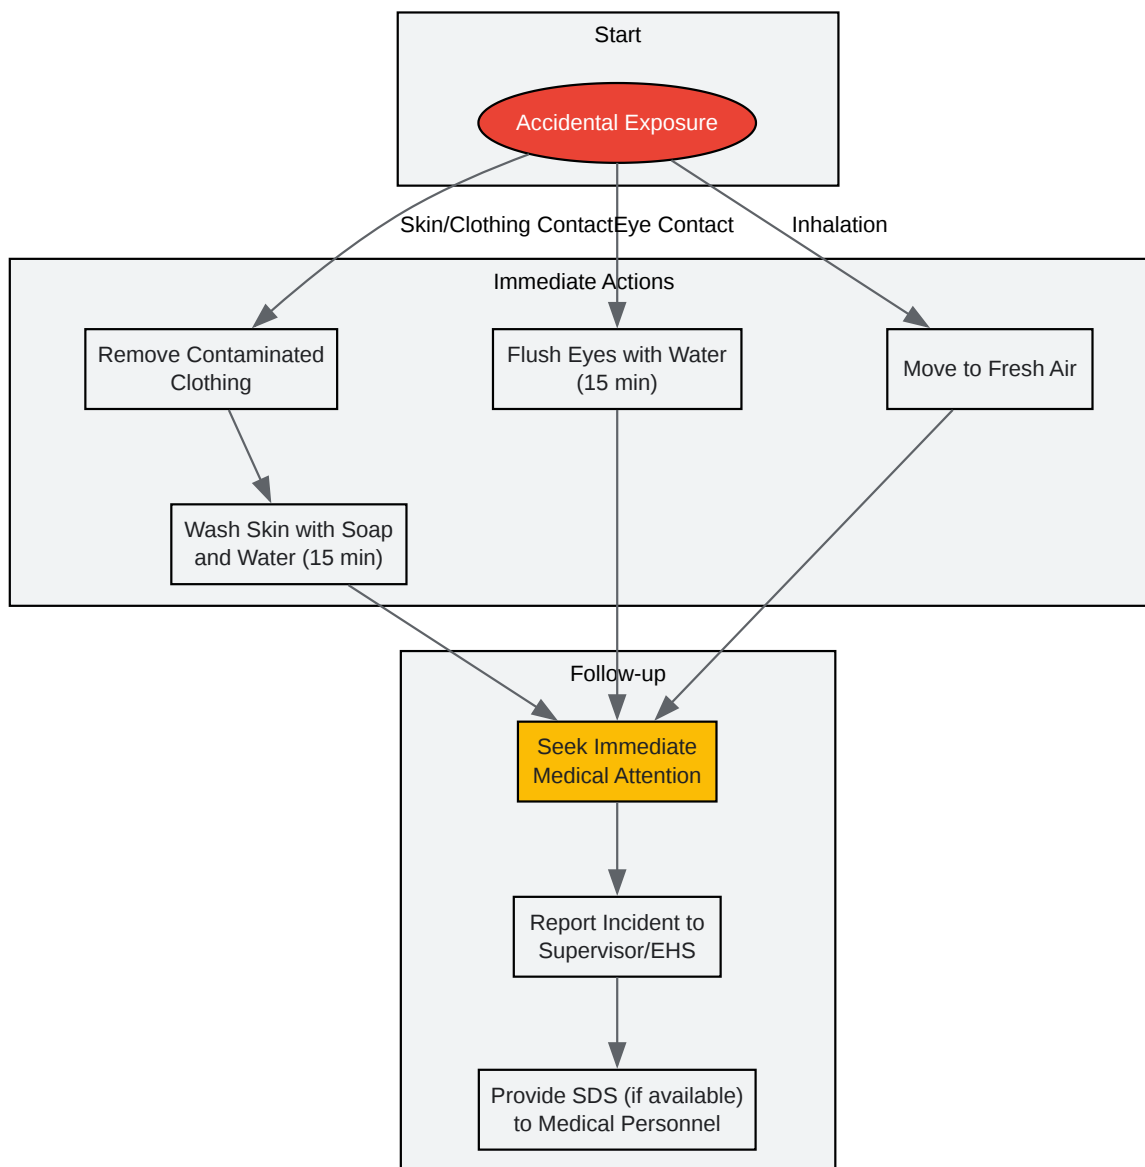 Start
Accidental Exposure
Skin/Clothing Contact
Eye Contact
Inhalation
Immediate Actions
Remove Contaminated
Clothing
Flush Eyes with Water
(15 min)
Move to Fresh Air
Wash Skin with Soap
and Water (15 min)
Follow-up
Seek Immediate
Medical Attention
Report Incident to
Supervisor/EHS
Provide SDS (if available)
to Medical Personnel